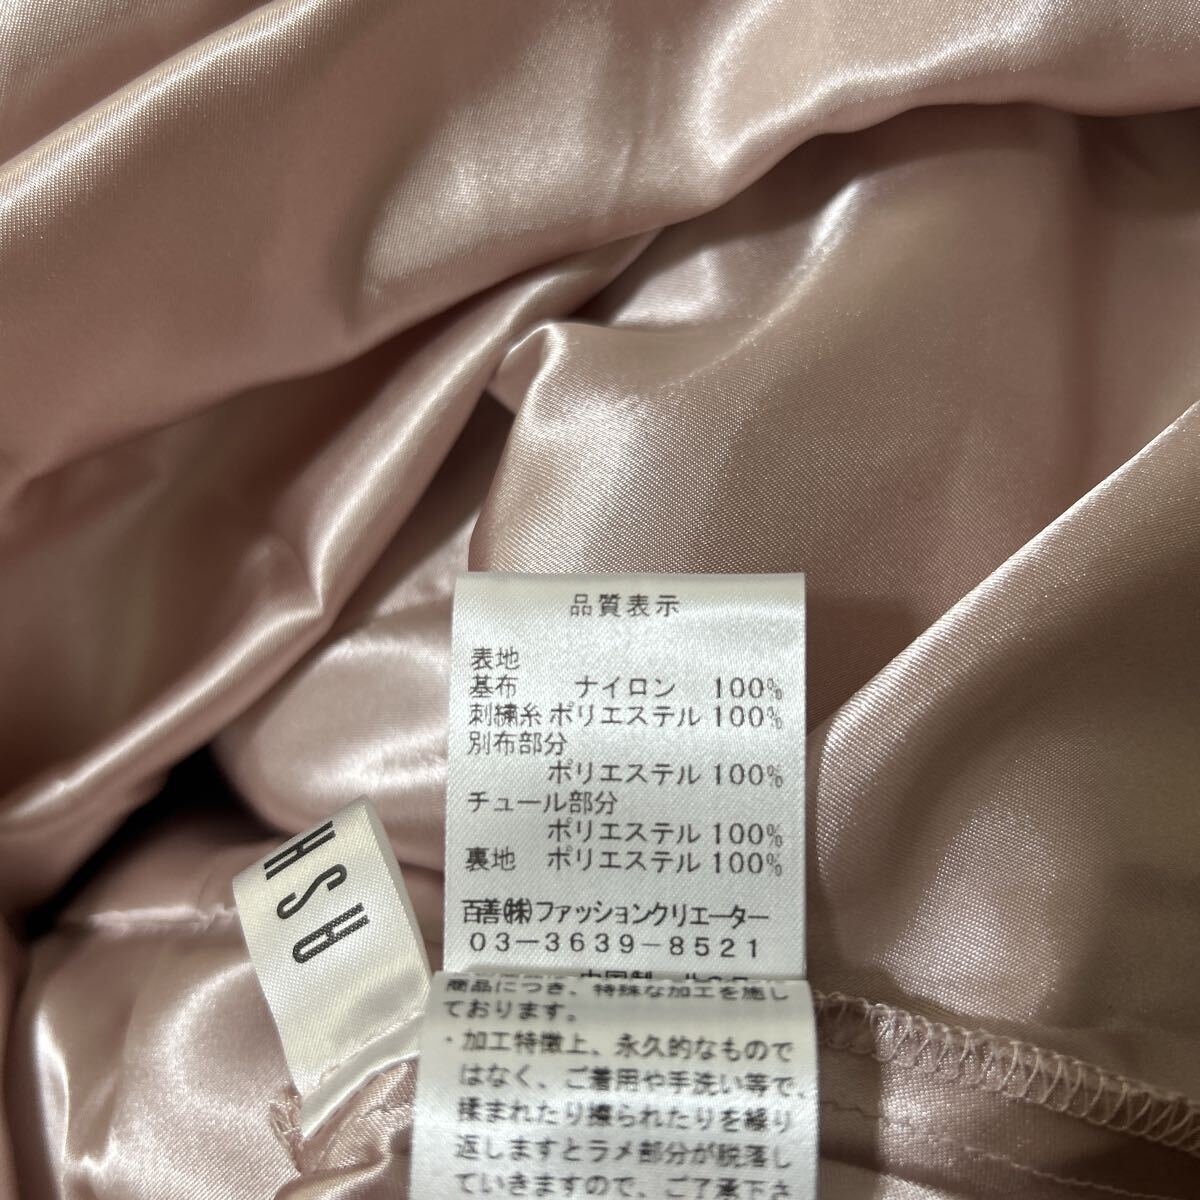 品質表示
表地
基布 ナイロン 100%
刺繍糸 ポリエステル 100%
別布部分
ポリエステル 100%
チュール部分
ポリエステル 100%
裏地 ポリエステル 100%
百善(株)ファッションクリエーター
03-3639-8521
商品につき、特殊な加工を施し
ております。
・加工特徴上、永久的なもので
はなく、ご着用や手洗い等で、
揉まれたり擦られたりを繰り
返しますとラメ部分が脱落し
ていきますので、ご了承下さ